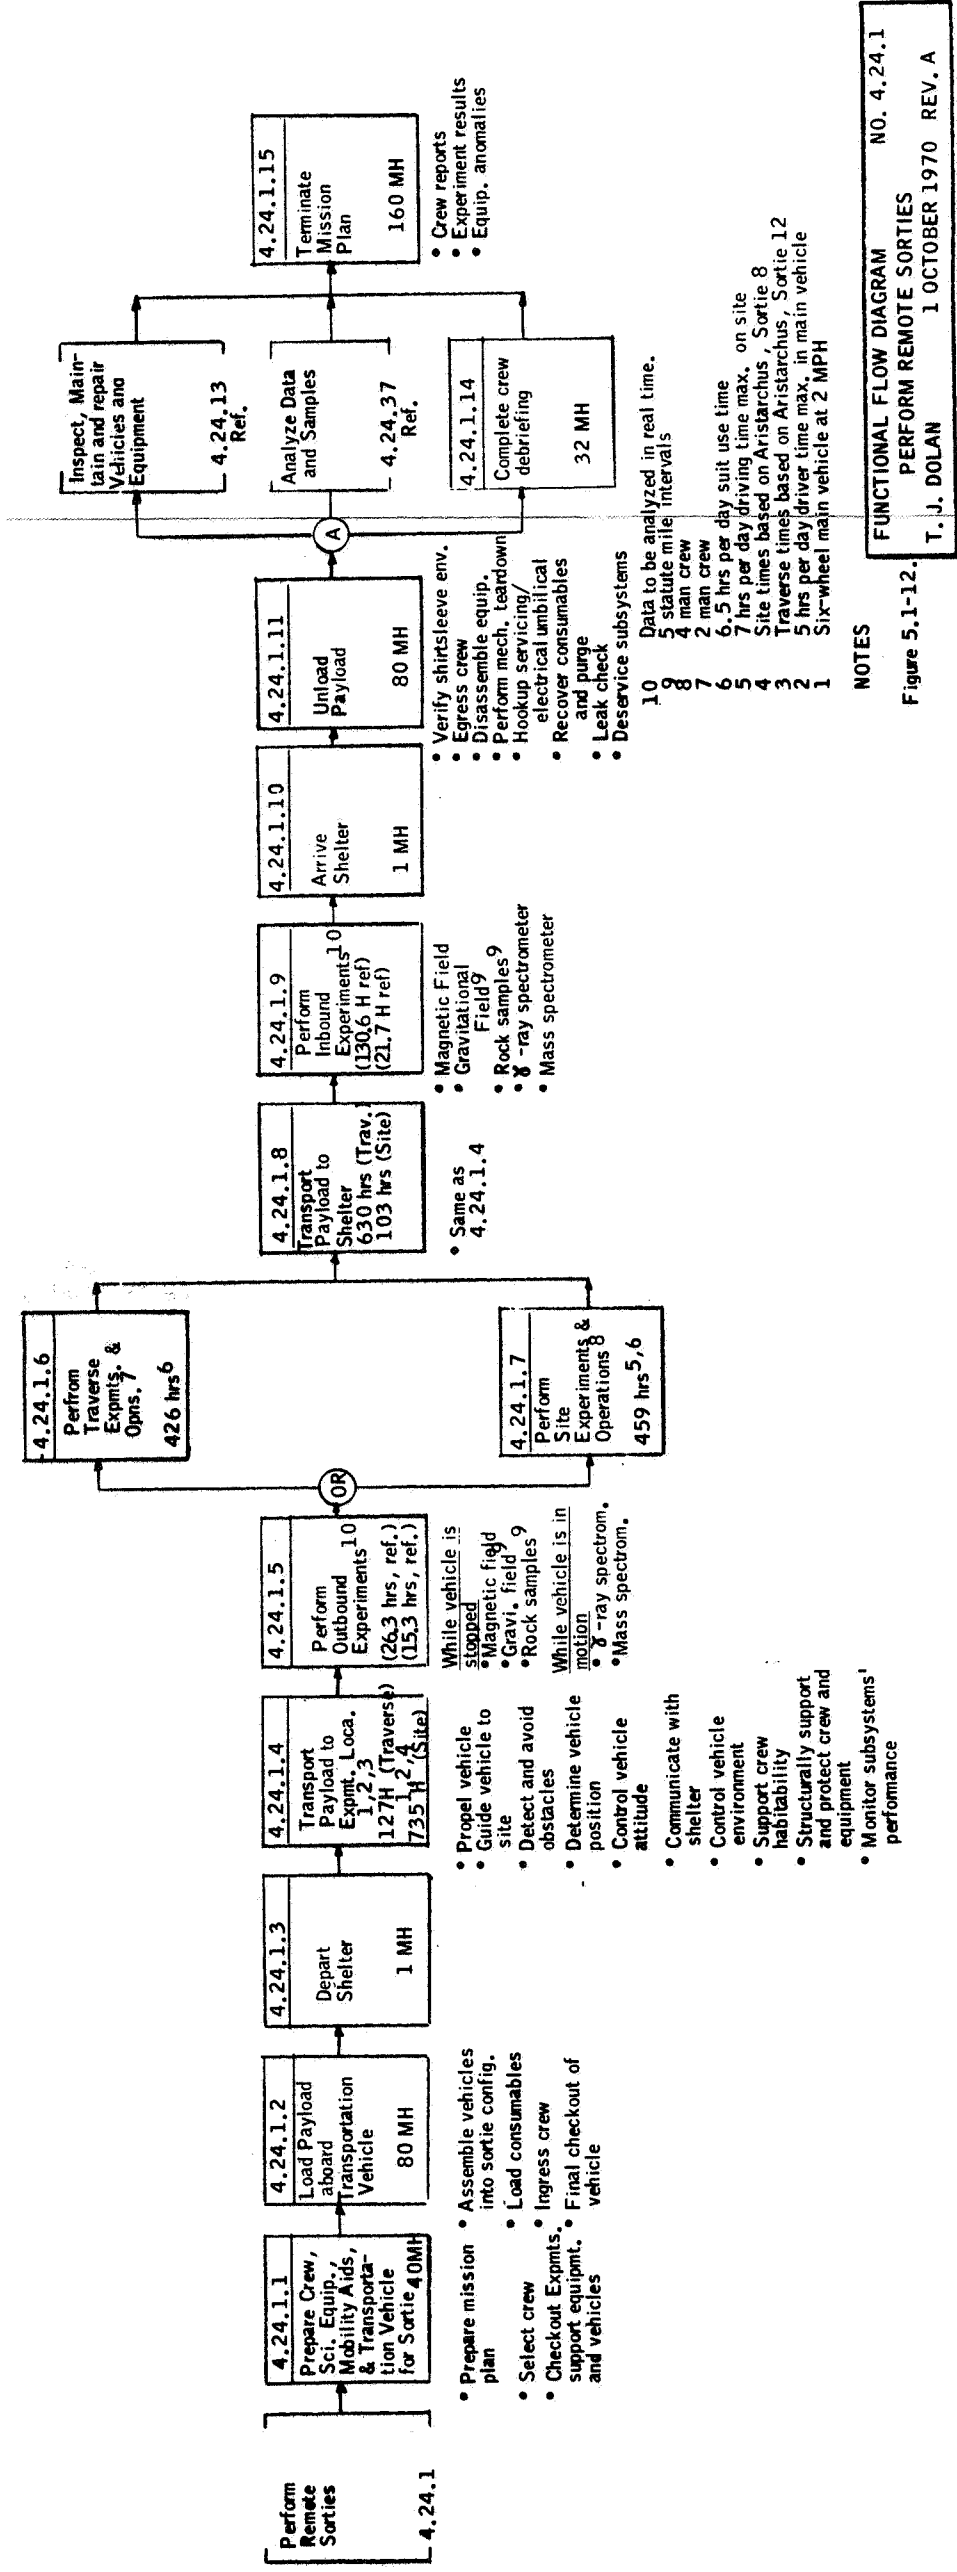 Perform
Remote
Sorties
4.24.1
4.24.1.1
Prepare Crew,
Sci. Equip.,
Mobility Aids,
& Transporta-
tion Vehicle
for Sortie 40MH
• Prepare mission
plan
• Select crew
• Checkout Expmts.
support equipmt.
and vehicles
4.24.1.2
Load Payload
aboard
Transportation
Vehicle
80 MH
• Assemble vehicles
into sortie config.
• Load consumables
• Ingress crew
• Final checkout of
vehicle
4.24.1.3
Depart
Shelter
1 MH
4.24.1.4
Transport
Payload to
Expmt. Loca.
1,2,3
127H (Traverse)
1,2,4
735 H (Site)
• Propel vehicle
• Guide vehicle to
site
• Detect and avoid
obstacles
• Determine vehicle
position
• Control vehicle
attitude
• Communicate with
shelter
• Control vehicle
environment
• Support crew
habitability
• Structurally support
and protect crew and
equipment
• Monitor subsystems'
perfomance
4.24.1.5
Perform
Outbound
Experiments 10
(26.3 hrs, ref.)
(15.3 hrs, ref.)
While vehicle is
stopped
• Magnetic field
• Gravi. field 9
• Rock samples 9
While vehicle is in
motion
• ɣ -ray spectrom.
• Mass spectrom.
OR
4.24.1.6
Perfrom
Traverse
Expmts. &
Opns. 7
426 hrs 6
4.24.1.7
Perform
Site
Experiments &
Operations 8
459 hrs 5,6
4.24.1.8
Transport
Payload to
Shelter
630 hrs (Trav.)
103 hrs (Site)
• Same as
4.24.1.4
4.24.1.9
Perform
Inbound
Experiments 10
(130.6 H ref)
(21.7 H ref)
• Magnetic Field
• Gravitational
Field 9
• Rock samples 9
• ɣ -ray spectrometer
• Mass spectrometer
4.24.1.10
Arrive
Shelter
1 MH
4.24.1.11
Unload
Payload
80 MH
• Verify shirtsleeve env.
• Egress crew
• Disassemble equip.
• Perform mech. teardown
• Hookup servicing/
electrical umbilical
• Recover consumables
and purge
• Leak check
• Deservice subsystems
A
Inspect, Main-
tain and repair
Vehicies ano
Equipment
4.24.13
Ref.
Analyze Data
and Samples
4.24.37
Ref.
4.24.1.14
Complete crew
debriefing
32 MH
4.24.1.15
Terminate
Mission
Plan
160 MH
• Crew reports
• Experiment results
• Equip. anomalies
10 Data to be analyzed in real time.
9 5 statute mile intervals
8 4 man crew
7 2 man crew
6 6.5 hrs per day suit use time
5 7 hrs per day driving time max. on site
4 Site times based on Aristarchus, Sortie 8
3 Traverse times based on Aristarchus, Sortie 12
2 5 hrs per day driver time max. in main vehicle
1 Six-wheel main vehicle at 2 MPH
NOTES
Figure 5.1-12.
FUNCTIONAL FLOW DIAGRAM NO. 4.24.1
PERFORM REMOTE SORTIES
T. J. DOLAN 1 OCTOBER 1970 REV. A